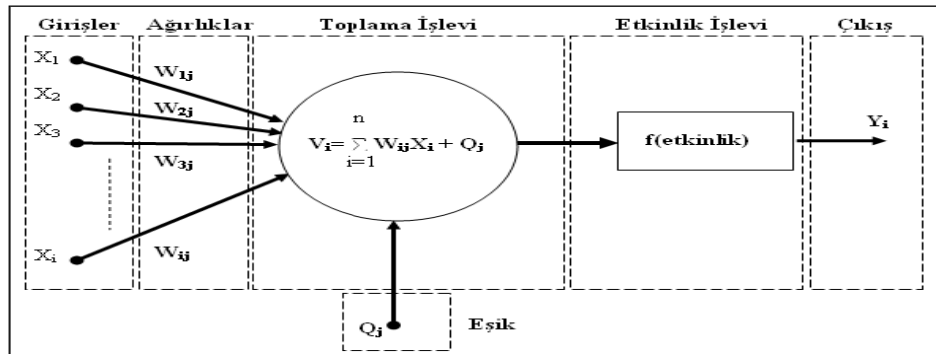 Girişler Ağırlıklar Toplama İşlevi Etkinlik İşlevi Çıkış
X1
W1j
X2
W2j
X3
W3j
n
Vi= Σ WijXi + Qj
i=1
f(etkinlik)
Yi
Xi
Wij
Qj
Eşik